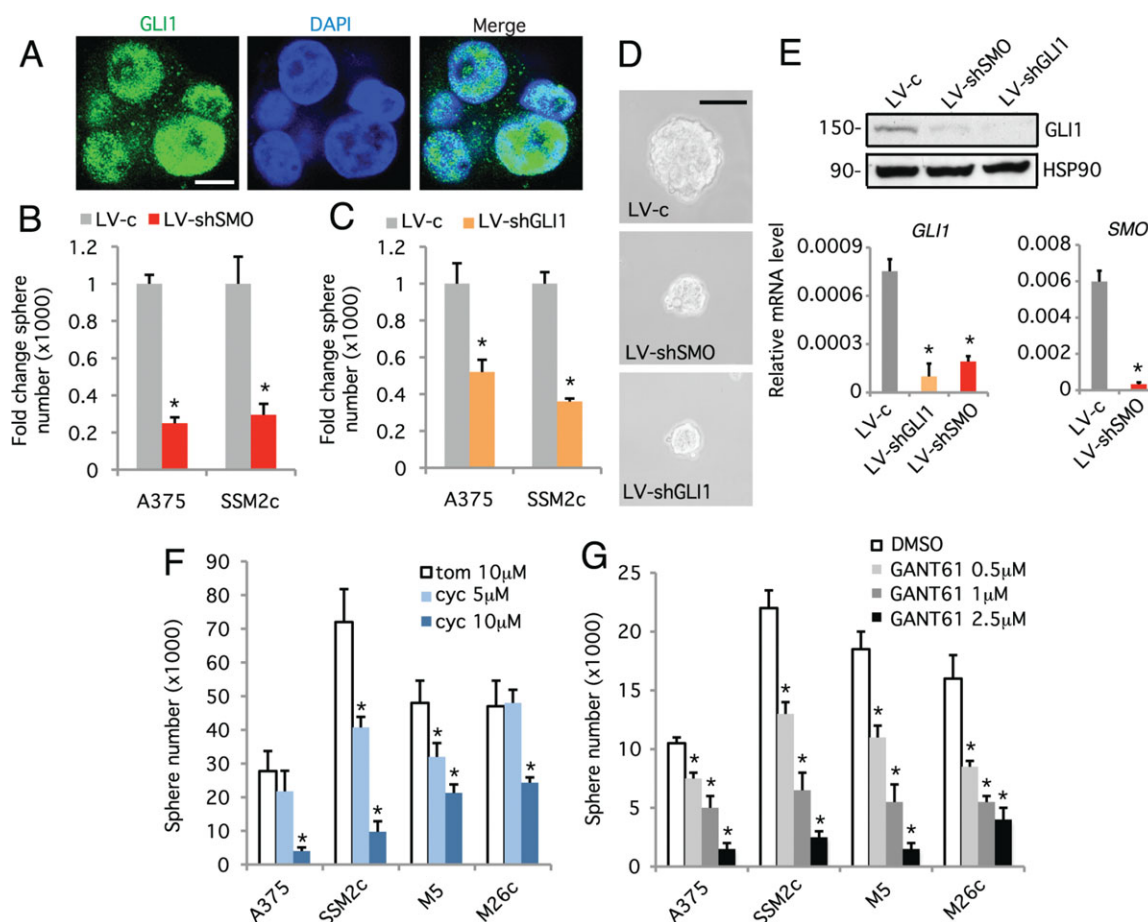 A
GLI1
DAPI
Merge
B
LV-c
LV-shSMO
Fold change sphere
number (x1000)
1.2
1
0.8
0.6
0.4
0.2
0
*
*
A375
SSM2c
C
LV-c
LV-shGLI1
Fold change sphere
number (x1000)
1.2
1
0.8
0.6
0.4
0.2
0
*
*
A375
SSM2c
D
LV-c
LV-shSMO
LV-shGLI1
E
LV-c
LV-shSMO
LV-shGLI1
150-
GLI1
90-
HSP90
GLI1
Relative mRNA level
0.0009
0.0006
0.0003
0
*
*
LV-c
LV-shGLI1
LV-shSMO
SMO
0.006
0.004
0.002
0
*
LV-c
LV-shSMO
F
tom 10μM
cyc 5μM
cyc 10μM
Sphere number (x1000)
90
80
70
60
50
40
30
20
10
0
*
*
*
*
*
*
A375
SSM2c
M5
M26c
G
DMSO
GANT61 0.5μM
GANT61 1μM
GANT61 2.5μM
Sphere number (x1000)
25
20
15
10
5
0
*
*
*
*
*
*
*
*
*
*
*
*
A375
SSM2c
M5
M26c